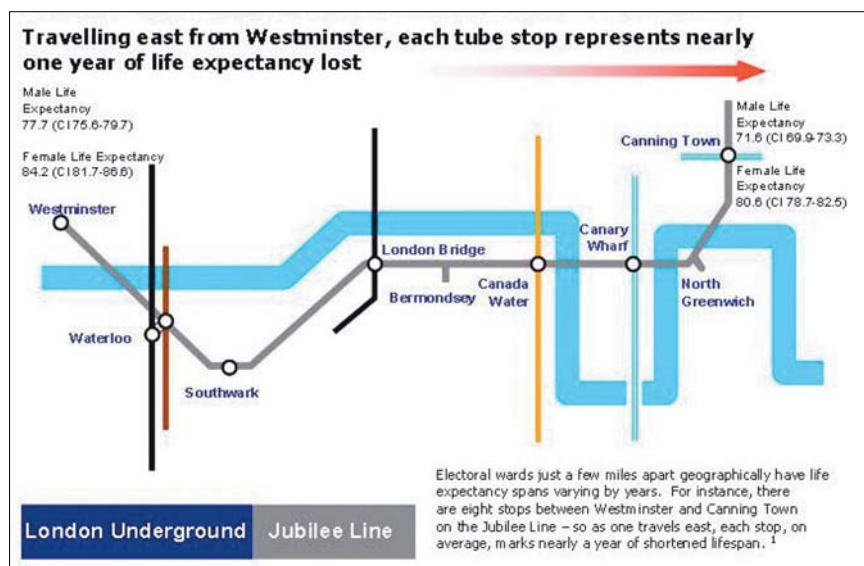 Travelling east from Westminster, each tube stop represents nearly
one year of life expectancy lost
Male Life
Expectancy
77.7 (CI 75.6-79.7)
Female Life Expectancy
84.2 (CI 81.7-86.6)
Male Life
Expectancy
71.6 (CI 69.9-73.3)
Female Life
Expectancy
80.6 (CI 78.7-82.5)
Westminster
Waterloo
Southwark
London Bridge
Bermondsey
Canada
Water
Canary
Wharf
North
Greenwich
Canning Town
Electoral wards just a few miles apart geographically have life
expectancy spans varying by years. For instance, there
are eight stops between Westminster and Canning Town
on the Jubilee Line – so as one travels east, each stop, on
average, marks nearly a year of shortened lifespan. 1
London Underground
Jubilee Line